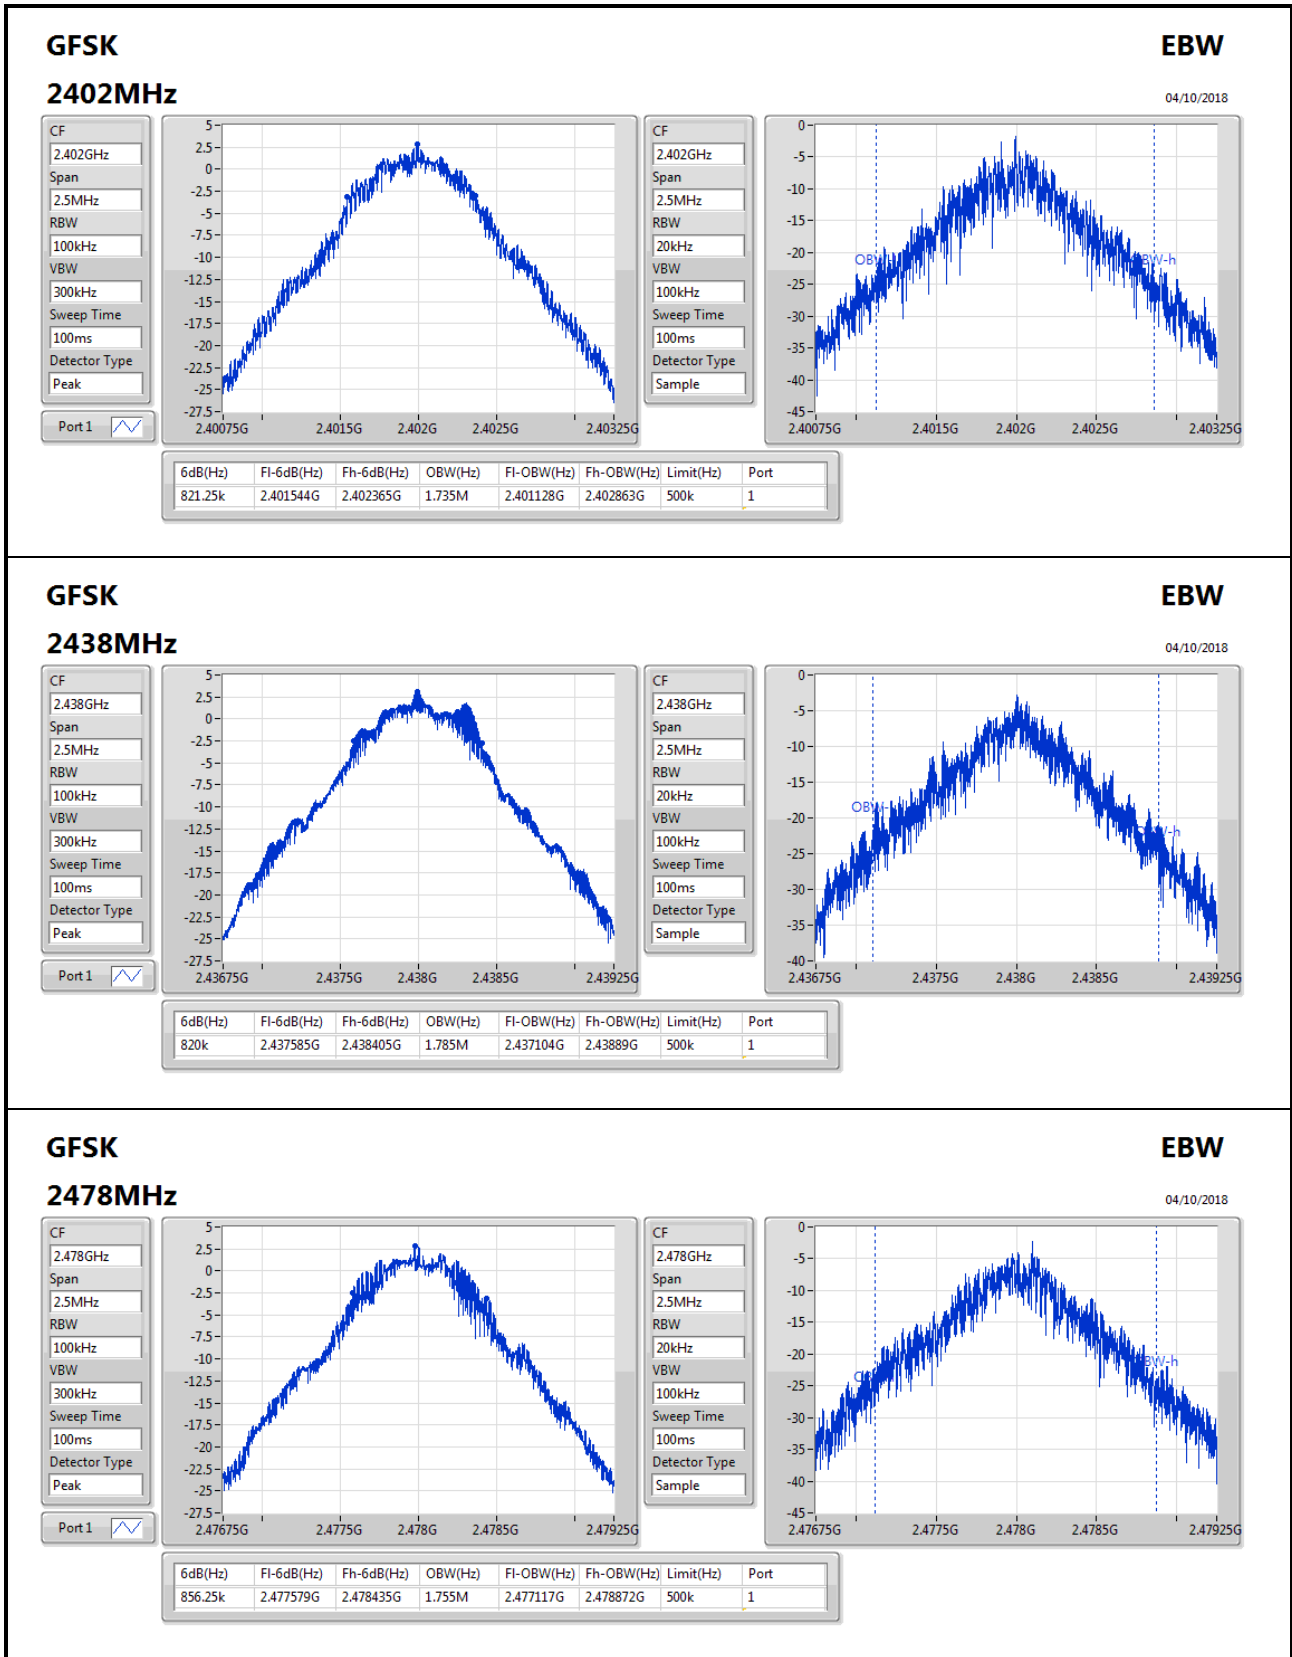 GFSK EBW
2402MHz
04/10/2018
CF
2.402GHz
Span
2.5MHz
RBW
100kHz
VBW
300kHz
Sweep Time
100ms
Detector Type
Peak
Port 1
5
2.5
0
-2.5
-5
-7.5
-10
-12.5
-15
-17.5
-20
-22.5
-25
-27.5
2.40075G 2.4015G 2.402G 2.4025G 2.40325G
CF
2.402GHz
Span
2.5MHz
RBW
20kHz
VBW
100kHz
Sweep Time
100ms
Detector Type
Sample
0
-5
-10
-15
-20
-25
-30
-35
-40
-45
2.40075G 2.4015G 2.402G 2.4025G 2.40325G
6dB(Hz) Fl-6dB(Hz) Fh-6dB(Hz) OBW(Hz) Fl-OBW(Hz) Fh-OBW(Hz) Limit(Hz) Port
821.25k 2.401544G 2.402365G 1.735M 2.401128G 2.402863G 500k 1
GFSK EBW
2438MHz
04/10/2018
CF
2.438GHz
Span
2.5MHz
RBW
100kHz
VBW
300kHz
Sweep Time
100ms
Detector Type
Peak
Port 1
5
2.5
0
-2.5
-5
-7.5
-10
-12.5
-15
-17.5
-20
-22.5
-25
-27.5
2.43675G 2.4375G 2.438G 2.4385G 2.43925G
CF
2.438GHz
Span
2.5MHz
RBW
20kHz
VBW
100kHz
Sweep Time
100ms
Detector Type
Sample
0
-5
-10
-15
-20
-25
-30
-35
-40
2.43675G 2.4375G 2.438G 2.4385G 2.43925G
6dB(Hz) Fl-6dB(Hz) Fh-6dB(Hz) OBW(Hz) Fl-OBW(Hz) Fh-OBW(Hz) Limit(Hz) Port
820k 2.437585G 2.438405G 1.785M 2.437104G 2.43889G 500k 1
GFSK EBW
2478MHz
04/10/2018
CF
2.478GHz
Span
2.5MHz
RBW
100kHz
VBW
300kHz
Sweep Time
100ms
Detector Type
Peak
Port 1
5
2.5
0
-2.5
-5
-7.5
-10
-12.5
-15
-17.5
-20
-22.5
-25
-27.5
2.47675G 2.4775G 2.478G 2.4785G 2.47925G
CF
2.478GHz
Span
2.5MHz
RBW
20kHz
VBW
100kHz
Sweep Time
100ms
Detector Type
Sample
0
-5
-10
-15
-20
-25
-30
-35
-40
-45
2.47675G 2.4775G 2.478G 2.4785G 2.47925G
6dB(Hz) Fl-6dB(Hz) Fh-6dB(Hz) OBW(Hz) Fl-OBW(Hz) Fh-OBW(Hz) Limit(Hz) Port
856.25k 2.477579G 2.478435G 1.755M 2.477117G 2.478872G 500k 1